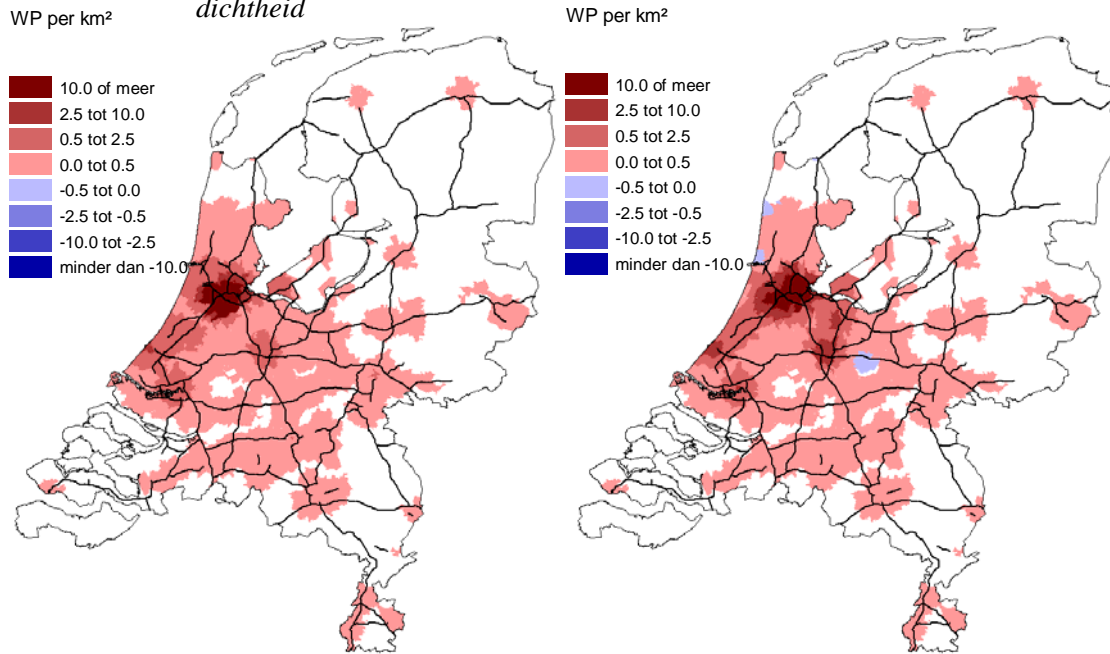 dichtheid
WP per km²
10.0 of meer
2.5 tot 10.0
0.5 tot 2.5
0.0 tot 0.5
-0.5 tot 0.0
-2.5 tot -0.5
-10.0 tot -2.5
minder dan -10.0
WP per km²
10.0 of meer
2.5 tot 10.0
0.5 tot 2.5
0.0 tot 0.5
-0.5 tot 0.0
-2.5 tot -0.5
-10.0 tot -2.5
minder dan -10.0